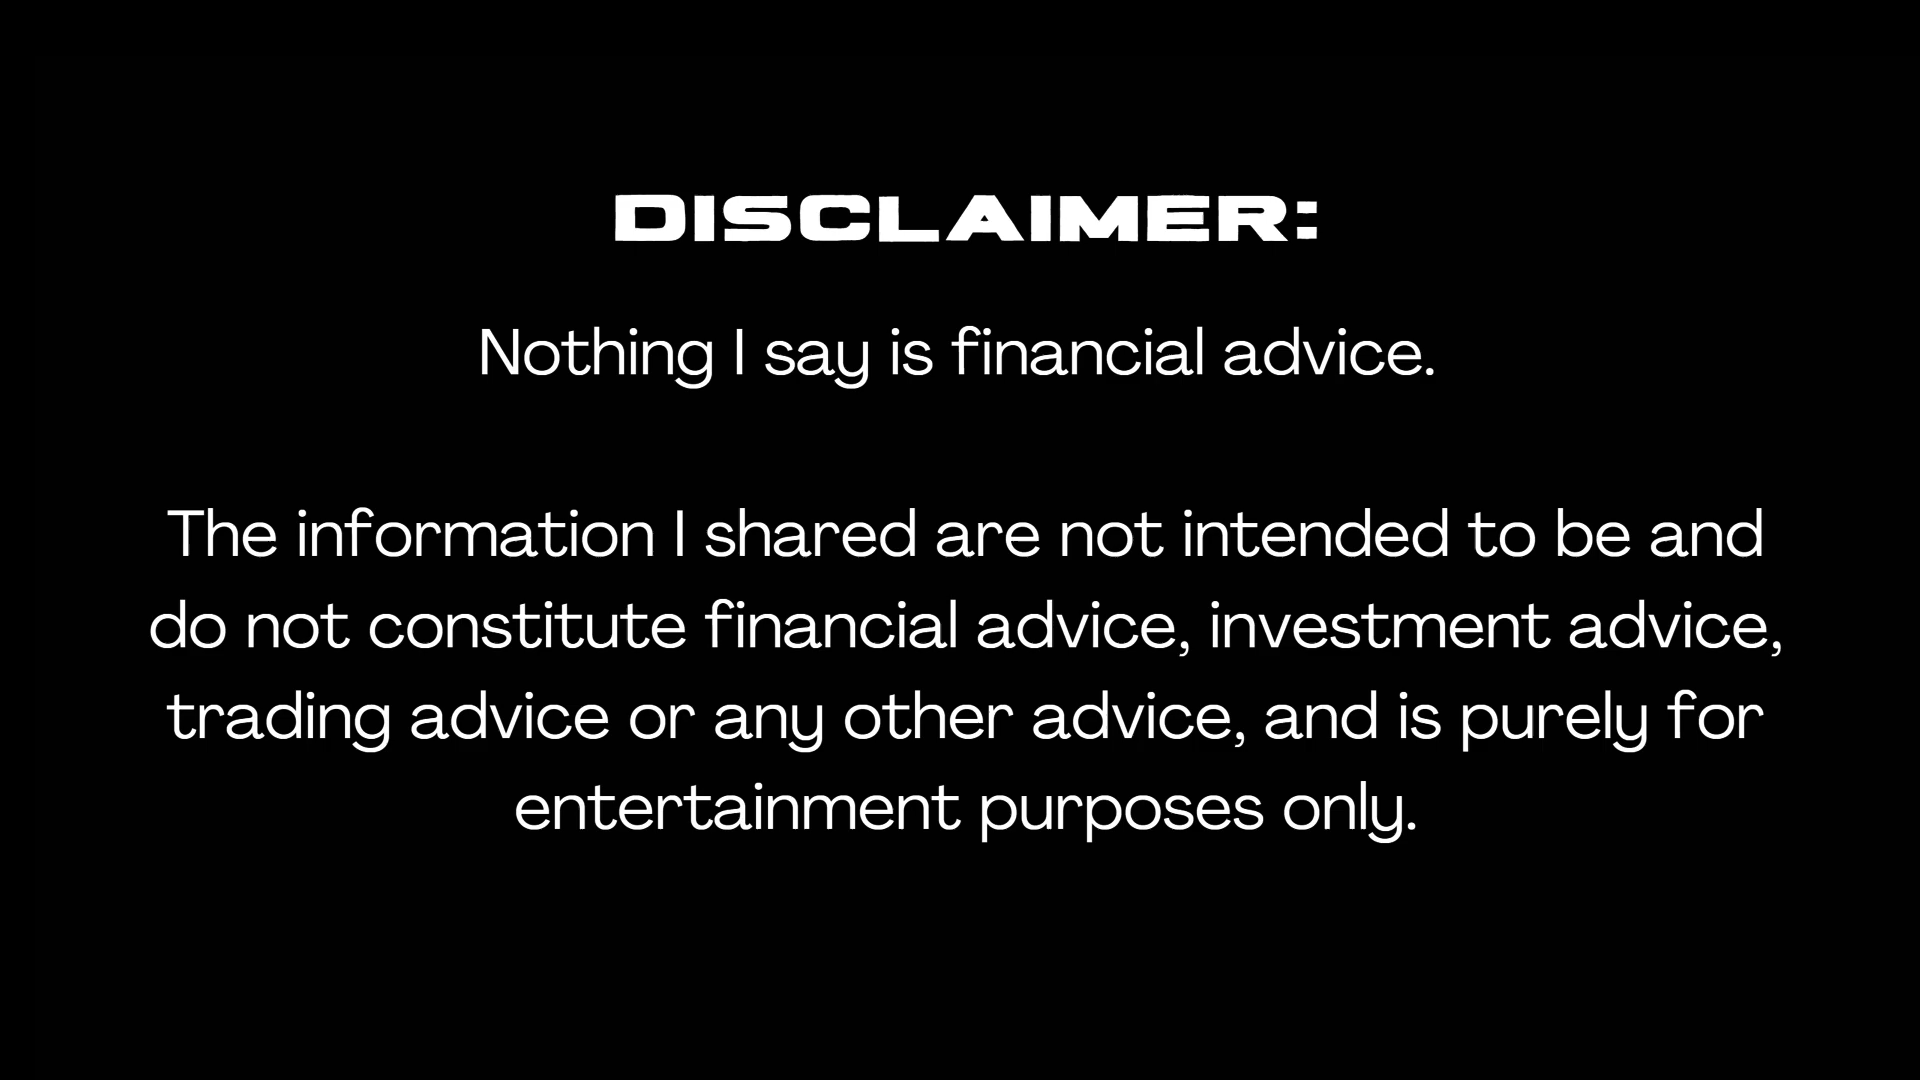 DISCLAIMER:
Nothing I say is financial advice.
The information I shared are not intended to be and
do not constitute financial advice, investment advice,
trading advice or any other advice, and is purely for
entertainment purposes only.